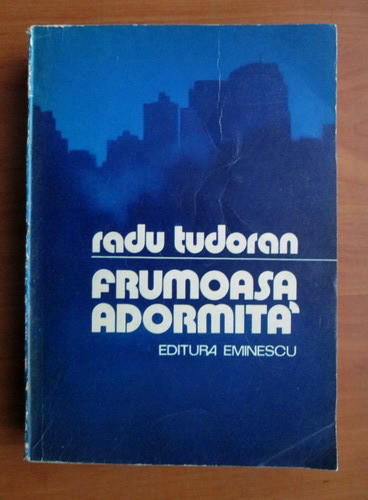 radu tudoran
FRUMOASA
ADORMITĂ
EDITURA EMINESCU